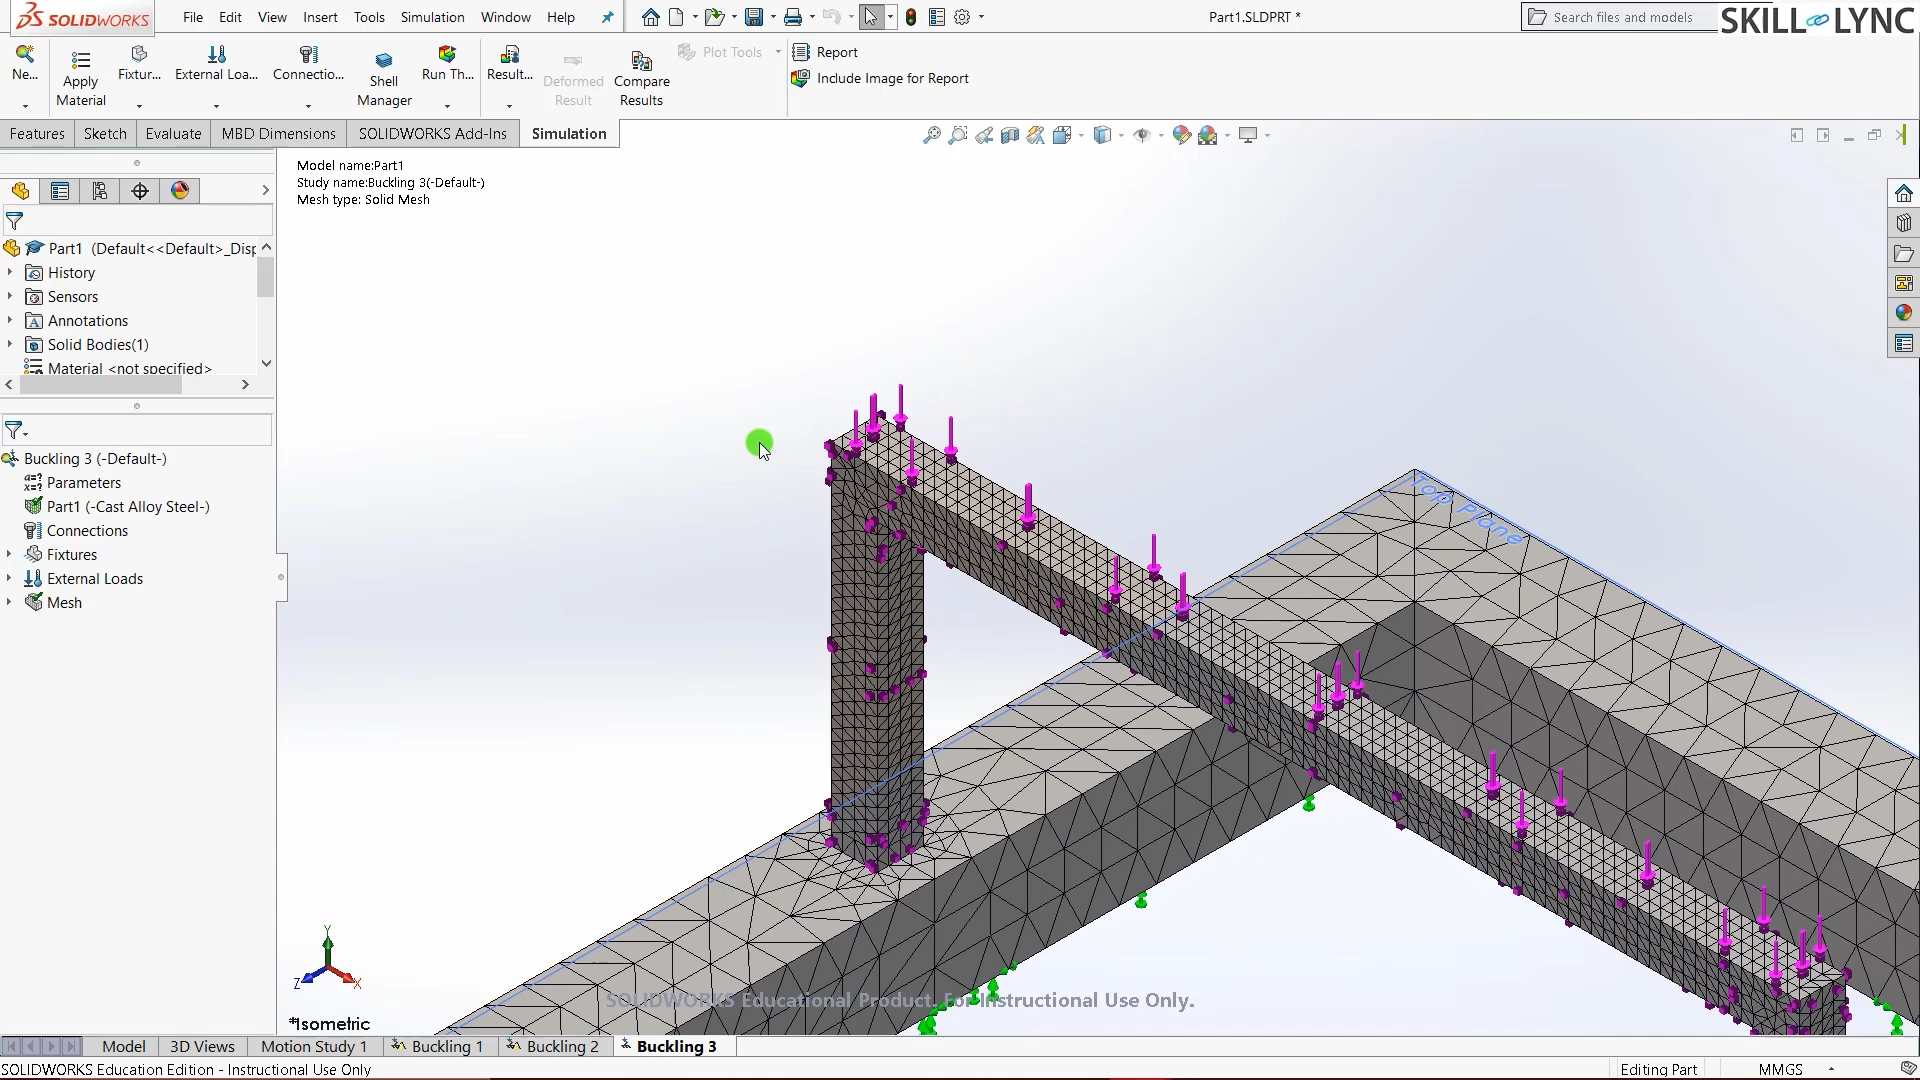 SOLIDWORKS
File Edit View Insert Tools Simulation Window Help
Part1.SLDPRT *
Search files and models
SKILL LYNC
Ne...
Apply Material
Fixtur...
External Loa...
Connectio...
Shell Manager
Run Th...
Result...
Deformed Result
Compare Results
Plot Tools
Report
Include Image for Report
Features Sketch Evaluate MBD Dimensions SOLIDWORKS Add-Ins Simulation
Model name:Part1
Study name:Buckling 3(-Default-)
Mesh type: Solid Mesh
Part1 (Default<<Default>_Disp
History
Sensors
Annotations
Solid Bodies(1)
Material <not specified>
Buckling 3 (-Default-)
Parameters
Part1 (-Cast Alloy Steel-)
Connections
Fixtures
External Loads
Mesh
Top Plane
Y
Z
X
SOLIDWORKS Educational Product. For Instructional Use Only.
*Isometric
Model 3D Views Motion Study 1 Buckling 1 Buckling 2 Buckling 3
SOLIDWORKS Education Edition - Instructional Use Only
Editing Part
MMGS